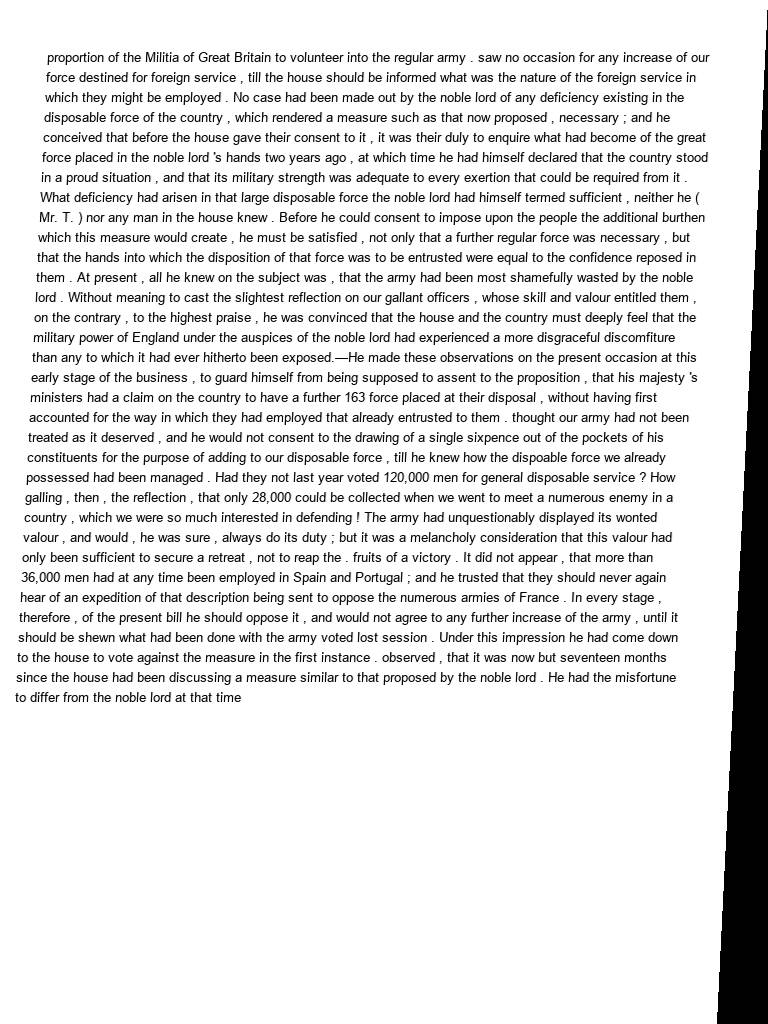 proportion of the Militia of Great Britain to volunteer into the regular army . saw no occasion for any increase of our
force destined for foreign service , till the house should be informed what was the nature of the foreign service in
which they might be employed . No case had been made out by the noble lord of any deficiency existing in the
disposable force of the country , which rendered a measure such as that now proposed , necessary ; and he
conceived that before the house gave their consent to it , it was their duly to enquire what had become of the great
force placed in the noble lord 's hands two years ago , at which time he had himself declared that the country stood
in a proud situation , and that its military strength was adequate to every exertion that could be required from it .
What deficiency had arisen in that large disposable force the noble lord had himself termed sufficient , neither he (
Mr. T. ) nor any man in the house knew . Before he could consent to impose upon the people the additional burthen
which this measure would create , he must be satisfied , not only that a further regular force was necessary , but
that the hands into which the disposition of that force was to be entrusted were equal to the confidence reposed in
them . At present , all he knew on the subject was , that the army had been most shamefully wasted by the noble
lord . Without meaning to cast the slightest reflection on our gallant officers , whose skill and valour entitled them ,
on the contrary , to the highest praise , he was convinced that the house and the country must deeply feel that the
military power of England under the auspices of the noble lord had experienced a more disgraceful discomfiture
than any to which it had ever hitherto been exposed.—He made these observations on the present occasion at this
early stage of the business , to guard himself from being supposed to assent to the proposition , that his majesty 's
ministers had a claim on the country to have a further 163 force placed at their disposal , without having first
accounted for the way in which they had employed that already entrusted to them . thought our army had not been
treated as it deserved , and he would not consent to the drawing of a single sixpence out of the pockets of his
constituents for the purpose of adding to our disposable force , till he knew how the dispoable force we already
possessed had been managed . Had they not last year voted 120,000 men for general disposable service ? How
galling , then , the reflection , that only 28,000 could be collected when we went to meet a numerous enemy in a
country , which we were so much interested in defending ! The army had unquestionably displayed its wonted
valour , and would , he was sure , always do its duty ; but it was a melancholy consideration that this valour had
only been sufficient to secure a retreat , not to reap the . fruits of a victory . It did not appear , that more than
36,000 men had at any time been employed in Spain and Portugal ; and he trusted that they should never again
hear of an expedition of that description being sent to oppose the numerous armies of France . In every stage ,
therefore , of the present bill he should oppose it , and would not agree to any further increase of the army , until it
should be shewn what had been done with the army voted lost session . Under this impression he had come down
to the house to vote against the measure in the first instance . observed , that it was now but seventeen months
since the house had been discussing a measure similar to that proposed by the noble lord . He had the misfortune
to differ from the noble lord at that time